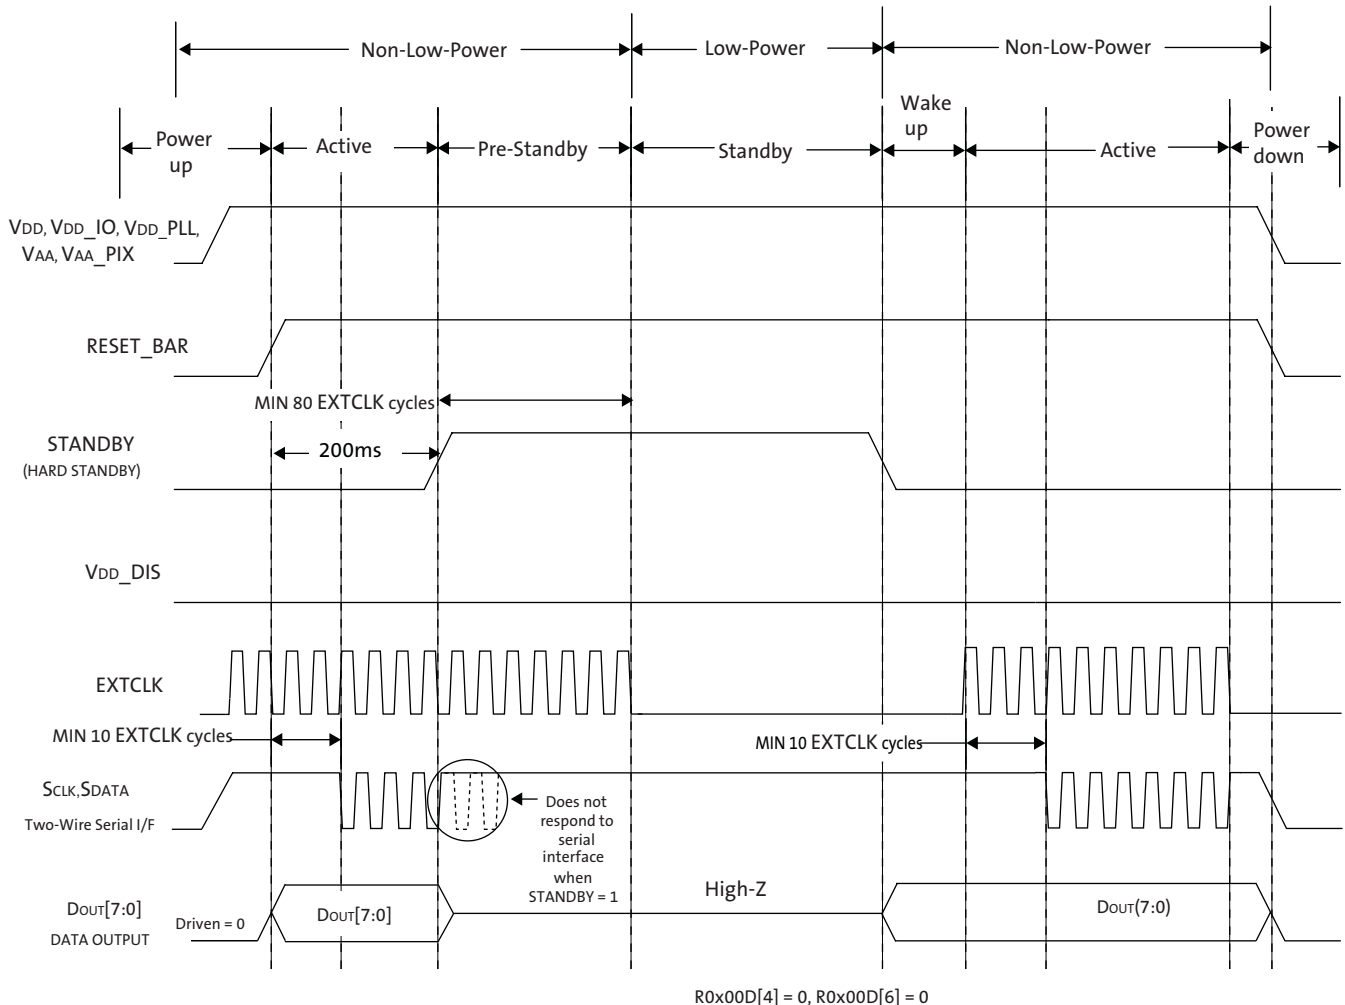 Non-Low-Power
Low-Power
Non-Low-Power
Power
up
Active
Pre-Standby
Standby
Wake
up
Active
Power
down
VDD, VDD_IO, VDD_PLL,
VAA, VAA_PIX
RESET_BAR
MIN 80 EXTCLK cycles
STANDBY
(HARD STANDBY)
200ms
VDD_DIS
EXTCLK
MIN 10 EXTCLK cycles
MIN 10 EXTCLK cycles
SCLK,SDATA
Two-Wire Serial I/F
Does not
respond to
serial
interface
when
STANDBY = 1
DOUT[7:0]
DATA OUTPUT
Driven = 0
DOUT[7:0]
High-Z
DOUT(7:0)
R0x00D[4] = 0, R0x00D[6] = 0